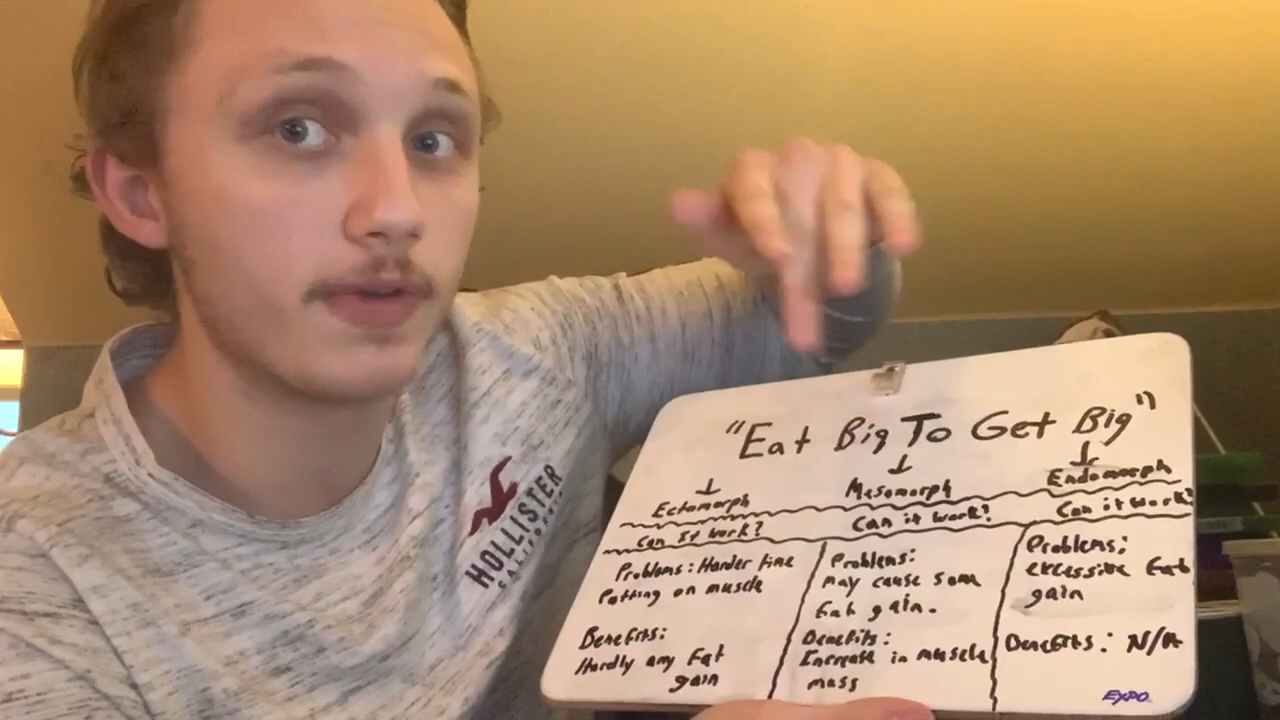 "Eat Big To Get Big"
Ectomorph
Can It Work?
Problems: Harder time
Putting on muscle
Benefits:
Hardly any Fat
gain
Mesomorph
Can it Work?
Problems:
May cause some
fat gain.
Benefits:
Increase in muscle
mass
Endomorph
Can it Work?
Problems:
excessive fat
gain
Benefits: N/A
EXPO
HOLLISTER
CALIFORNIA